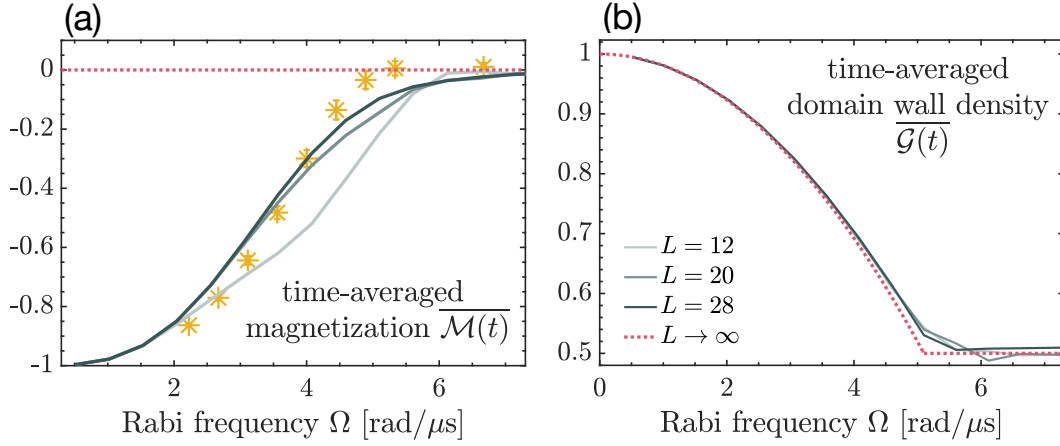 (a)
0
-0.2
-0.4
-0.6
-0.8
-1
2
4
6
time-averaged
magnetization $\overline{\mathcal{M}(t)}$
Rabi frequency Ω [rad/μs]
(b)
1
0.9
0.8
0.7
0.6
0.5
0
2
4
6
time-averaged
domain wall density
$\overline{\mathcal{G}(t)}$
L = 12
L = 20
L = 28
L → ∞
Rabi frequency Ω [rad/μs]